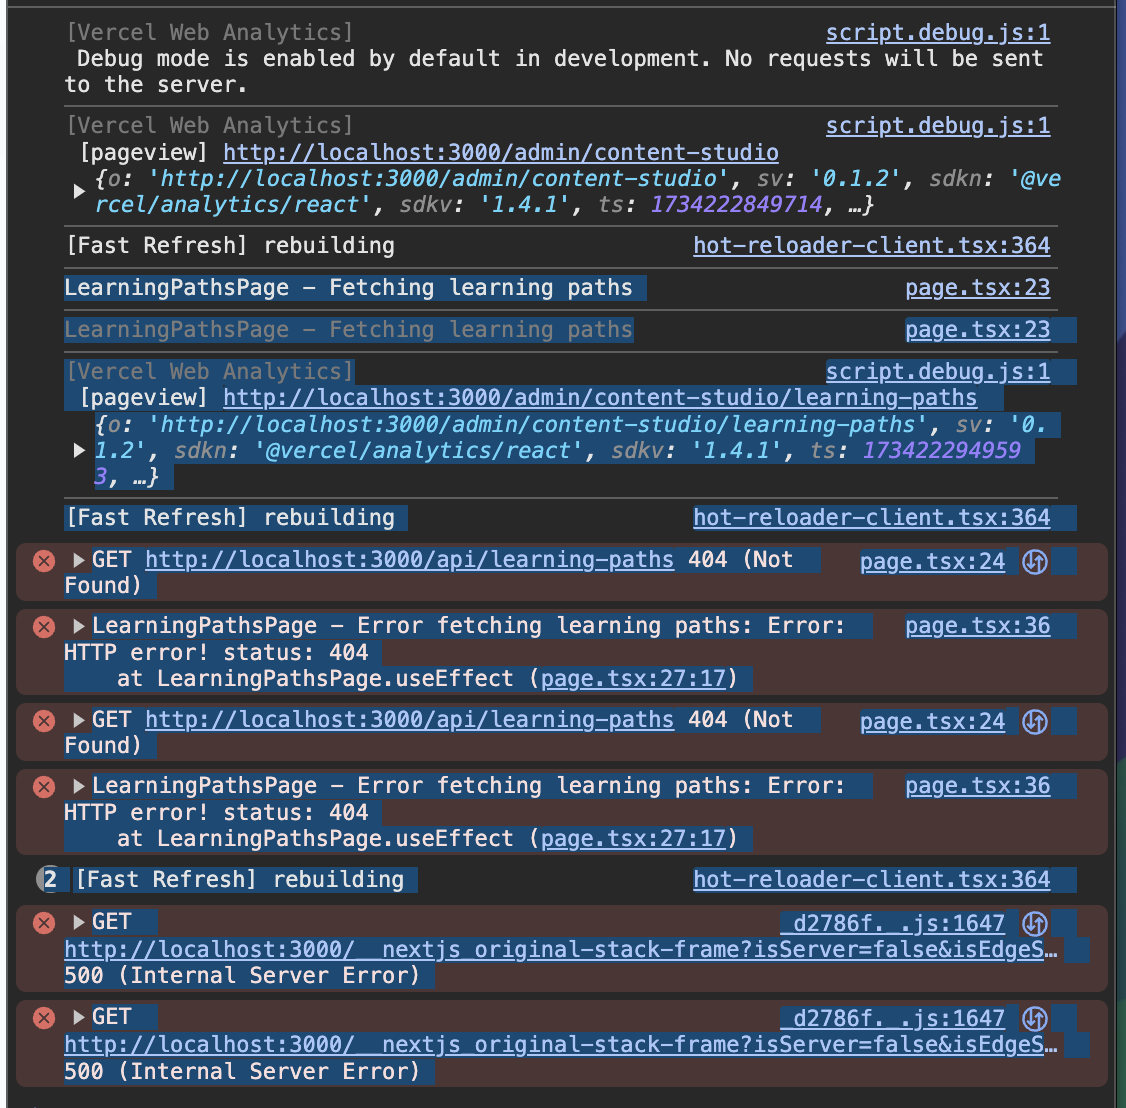 [Vercel Web Analytics] script.debug.js:1
Debug mode is enabled by default in development. No requests will be sent
to the server.
[Vercel Web Analytics] script.debug.js:1
[pageview] http://localhost:3000/admin/content-studio
{o: 'http://localhost:3000/admin/content-studio', sv: '0.1.2', sdkn: '@ve
rcel/analytics/react', sdkv: '1.4.1', ts: 1734222849714, …}
[Fast Refresh] rebuilding hot-reloader-client.tsx:364
LearningPathsPage – Fetching learning paths page.tsx:23
LearningPathsPage – Fetching learning paths page.tsx:23
[Vercel Web Analytics] script.debug.js:1
[pageview] http://localhost:3000/admin/content-studio/learning-paths
{o: 'http://localhost:3000/admin/content-studio/learning-paths', sv: '0.
1.2', sdkn: '@vercel/analytics/react', sdkv: '1.4.1', ts: 173422294959
3, …}
[Fast Refresh] rebuilding hot-reloader-client.tsx:364
GET http://localhost:3000/api/learning-paths 404 (Not page.tsx:24
Found)
LearningPathsPage – Error fetching learning paths: Error: page.tsx:36
HTTP error! status: 404
at LearningPathsPage.useEffect (page.tsx:27:17)
GET http://localhost:3000/api/learning-paths 404 (Not page.tsx:24
Found)
LearningPathsPage – Error fetching learning paths: Error: page.tsx:36
HTTP error! status: 404
at LearningPathsPage.useEffect (page.tsx:27:17)
2 [Fast Refresh] rebuilding hot-reloader-client.tsx:364
GET _d2786f._.js:1647
http://localhost:3000/__nextjs_original-stack-frame?isServer=false&isEdgeS…
500 (Internal Server Error)
GET _d2786f._.js:1647
http://localhost:3000/__nextjs_original-stack-frame?isServer=false&isEdgeS…
500 (Internal Server Error)